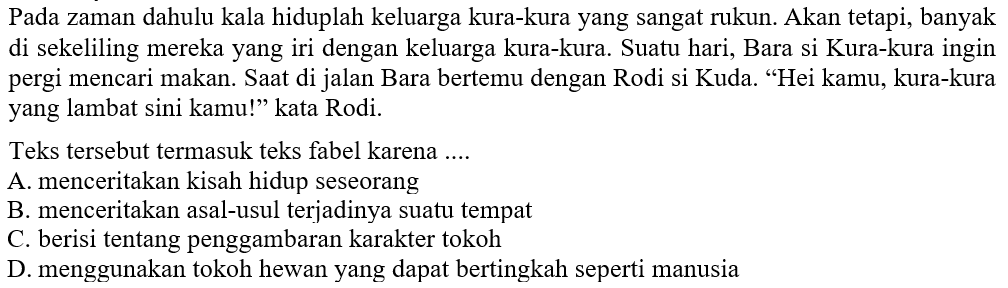 Pada zaman dahulu kala hiduplah keluarga kura-kura yang sangat rukun. Akan tetapi, banyak
di sekeliling mereka yang iri dengan keluarga kura-kura. Suatu hari, Bara si Kura-kura ingin
pergi mencari makan. Saat di jalan Bara bertemu dengan Rodi si Kuda. “Hei kamu, kura-kura
yang lambat sini kamu!” kata Rodi.
Teks tersebut termasuk teks fabel karena ....
A. menceritakan kisah hidup seseorang
B. menceritakan asal-usul terjadinya suatu tempat
C. berisi tentang penggambaran karakter tokoh
D. menggunakan tokoh hewan yang dapat bertingkah seperti manusia